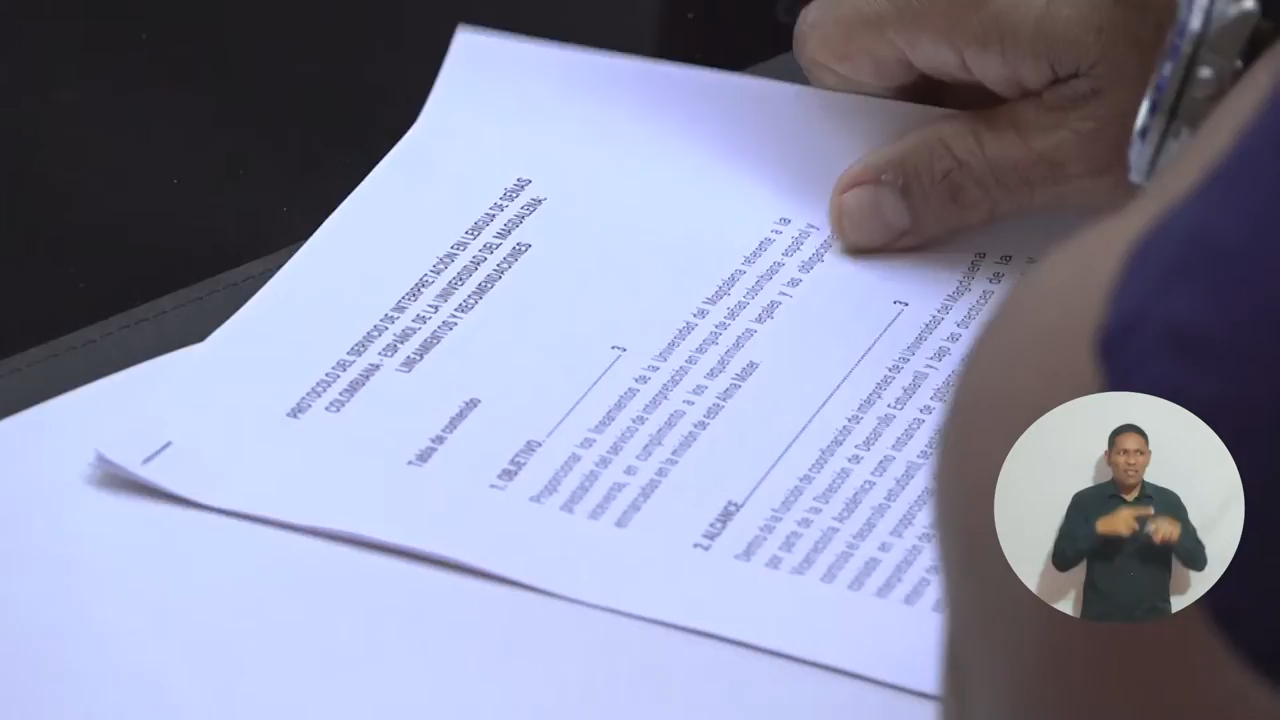 PROTOCOLO DEL SERVICIO DE INTERPRETACIÓN EN LENGUA DE SEÑAS
COLOMBIANA - ESPAÑOL DE LA UNIVERSIDAD DEL MAGDALENA:
LINEAMIENTOS Y RECOMENDACIONES
Tabla de contenido
1. OBJETIVO 3
Proporcionar los lineamientos de la Universidad del Magdalena referente a la
prestación del servicio de interpretación en lengua de señas colombiana - español y
viceversa, en cumplimiento a los requerimientos legales y las
enmarcados en la misión de este Alma Mater.
2. ALCANCE 3
Dentro de la función de coordinación de intérpretes de la Universidad del Magdalena
por parte de la Dirección de Desarrollo Estudiantil y bajo las directrices de la
Vicerrectoría Académica como instancia de
y